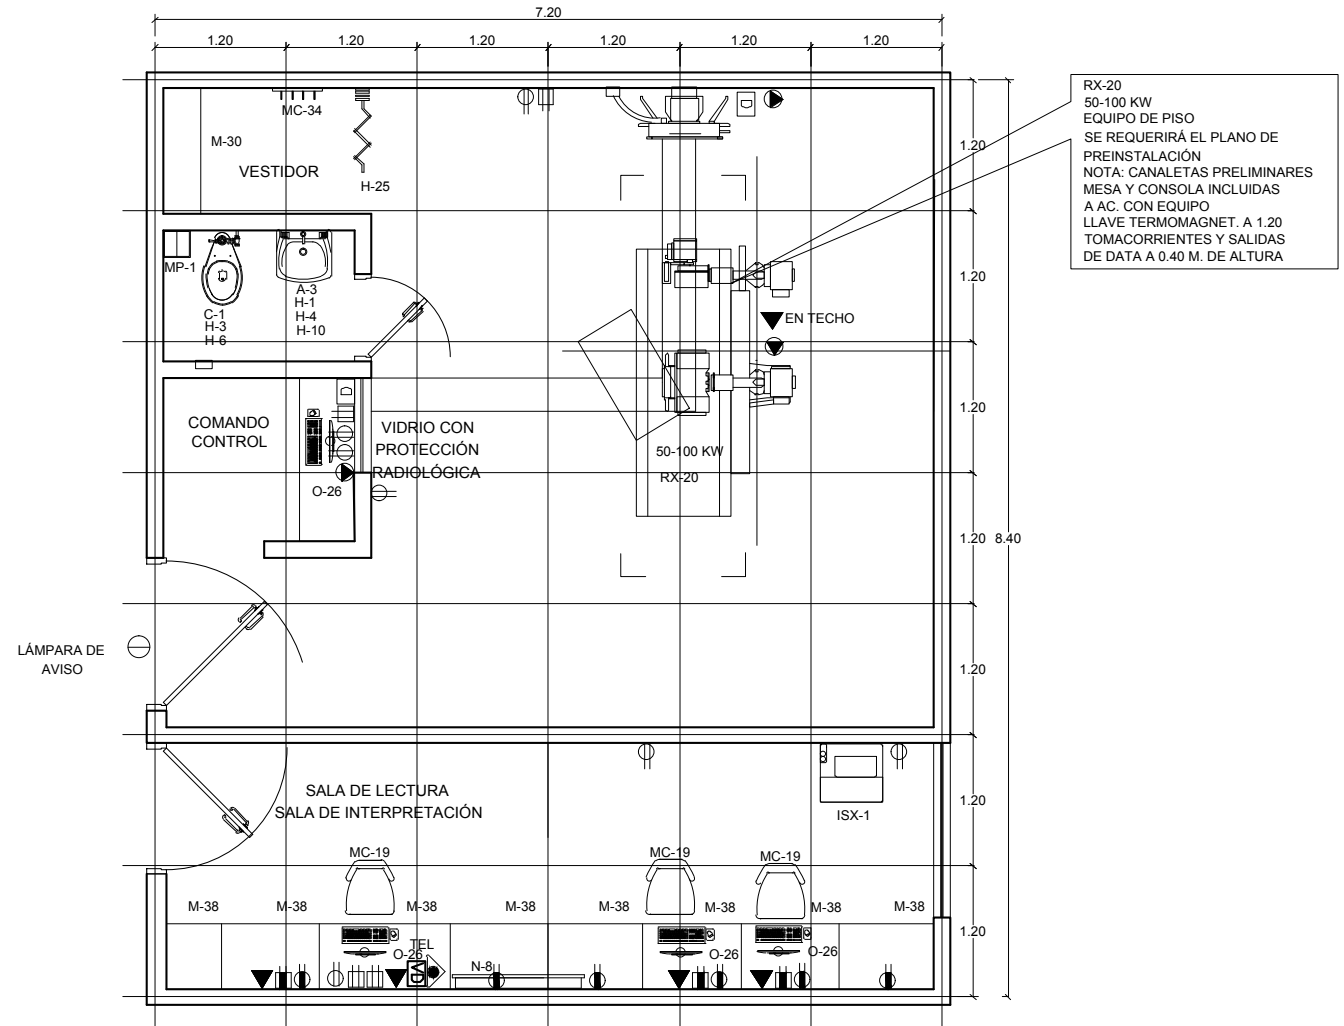 7.20
1.20
1.20
1.20
1.20
1.20
1.20
RX-20
50-100 KW
EQUIPO DE PISO
SE REQUERIRÁ EL PLANO DE
PREINSTALACIÓN
NOTA: CANALETAS PRELIMINARES
MESA Y CONSOLA INCLUIDAS
A AC. CON EQUIPO
LLAVE TERMOMAGNET. A 1.20
TOMACORRIENTES Y SALIDAS
DE DATA A 0.40 M. DE ALTURA
MC-34
M-30
VESTIDOR
H-25
1.20
MP-1
C-1
H-3
H-6
A-3
H-1
H-4
H-10
1.20
EN TECHO
COMANDO
CONTROL
VIDRIO CON
PROTECCIÓN
RADIOLÓGICA
O-26
50-100 KW
RX-20
1.20
1.20
8.40
LÁMPARA DE
AVISO
1.20
SALA DE LECTURA
SALA DE INTERPRETACIÓN
ISX-1
1.20
MC-19
MC-19
MC-19
M-38
M-38
M-38
M-38
M-38
M-38
M-38
M-38
1.20
TEL
O-26
O-26
O-26
VD
N-8